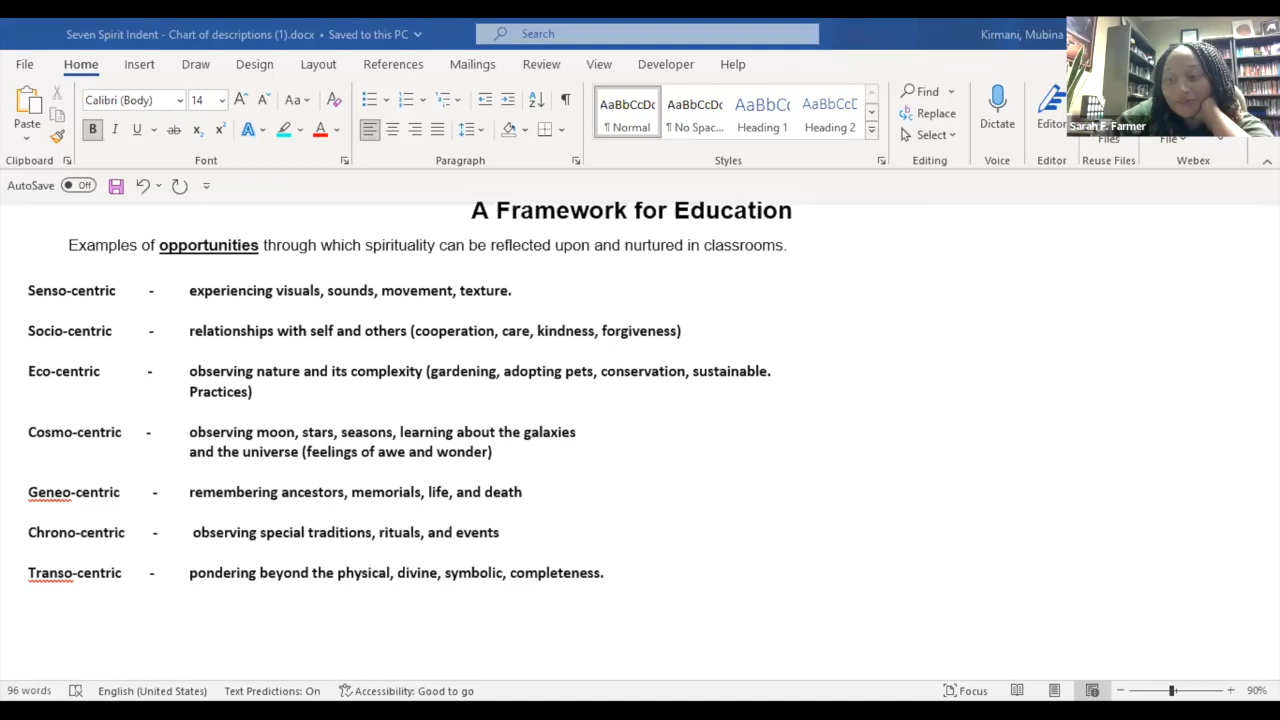 Seven Spirit Indent - Chart of descriptions (1).docx • Saved to this PC
Search
Kirmani, Mubina
File Home Insert Draw Design Layout References Mailings Review View Developer Help
Paste
Calibri (Body) 14
AaBbCcDc AaBbCcDc AaBbCc AaBbCcD
¶ Normal ¶ No Spac... Heading 1 Heading 2
Find
Replace
Select
Dictate
Editor
Sarah F. Farmer
Files
File
Clipboard Font Paragraph Styles Editing Voice Editor Reuse Files Webex
AutoSave Off
A Framework for Education
Examples of opportunities through which spirituality can be reflected upon and nurtured in classrooms.
Senso-centric - experiencing visuals, sounds, movement, texture.
Socio-centric - relationships with self and others (cooperation, care, kindness, forgiveness)
Eco-centric - observing nature and its complexity (gardening, adopting pets, conservation, sustainable.
Practices)
Cosmo-centric - observing moon, stars, seasons, learning about the galaxies
and the universe (feelings of awe and wonder)
Geneo-centric - remembering ancestors, memorials, life, and death
Chrono-centric - observing special traditions, rituals, and events
Transo-centric - pondering beyond the physical, divine, symbolic, completeness.
96 words English (United States) Text Predictions: On Accessibility: Good to go Focus 90%